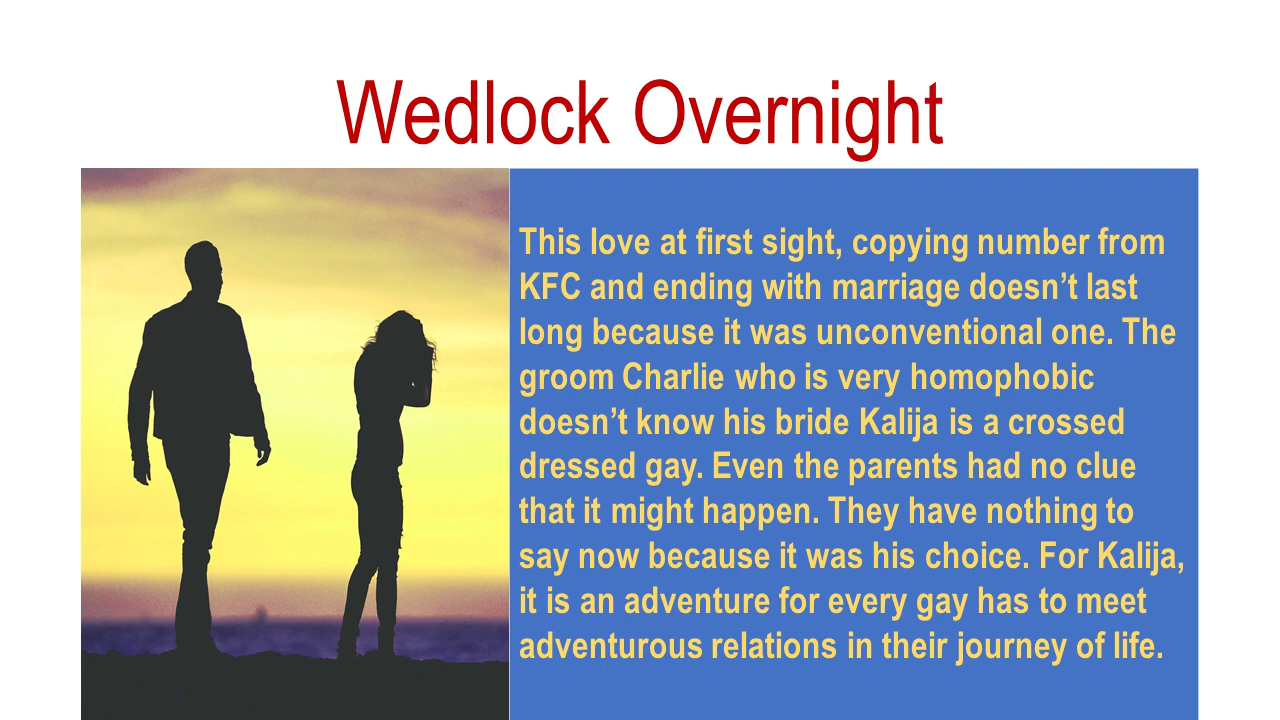 Wedlock Overnight
This love at first sight, copying number from
KFC and ending with marriage doesn’t last
long because it was unconventional one. The
groom Charlie who is very homophobic
doesn’t know his bride Kalija is a crossed
dressed gay. Even the parents had no clue
that it might happen. They have nothing to
say now because it was his choice. For Kalija,
it is an adventure for every gay has to meet
adventurous relations in their journey of life.